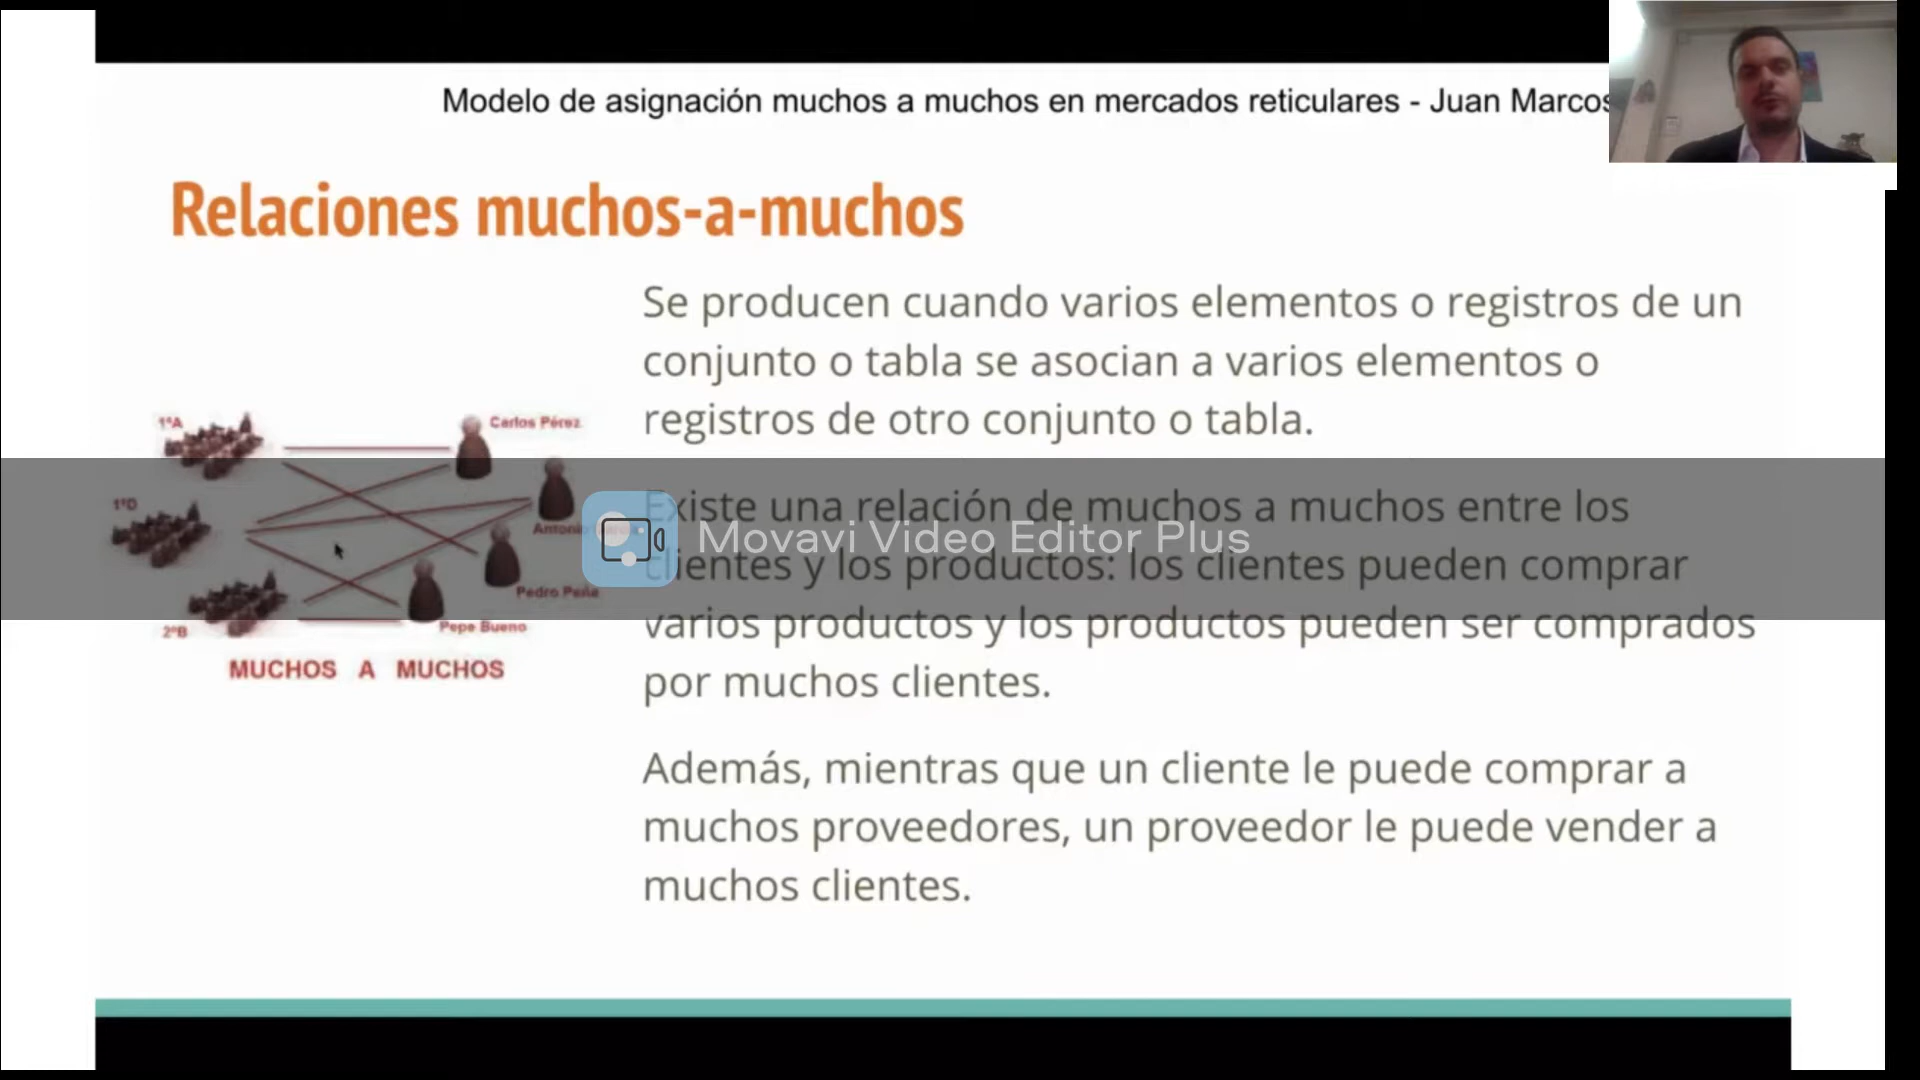 Modelo de asignación muchos a muchos en mercados reticulares - Juan Marcos
Relaciones muchos-a-muchos
Se producen cuando varios elementos o registros de un
conjunto o tabla se asocian a varios elementos o
registros de otro conjunto o tabla.
Existe una relación de muchos a muchos entre los
clientes y los productos: los clientes pueden comprar
varios productos y los productos pueden ser comprados
por muchos clientes.
Además, mientras que un cliente le puede comprar a
muchos proveedores, un proveedor le puede vender a
muchos clientes.
1ºA
Carlos Pérez
1ºD
Antonio
Pedro Peña
Pepe Bueno
2ºB
MUCHOS A MUCHOS
Movavi Video Editor Plus